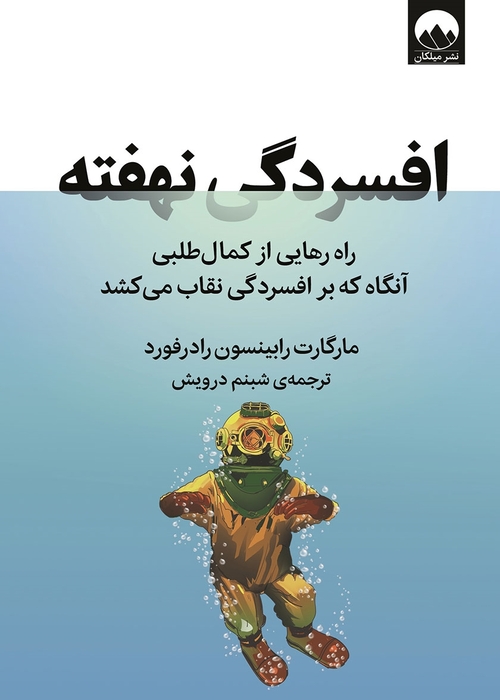 نشر میلکان
افسردگی نهفته
راه رهایی از کمال‌طلبی
آنگاه که بر افسردگی نقاب می‌کشد
مارگارت رابینسون رادرفورد
ترجمه‌ی شبنم درویش